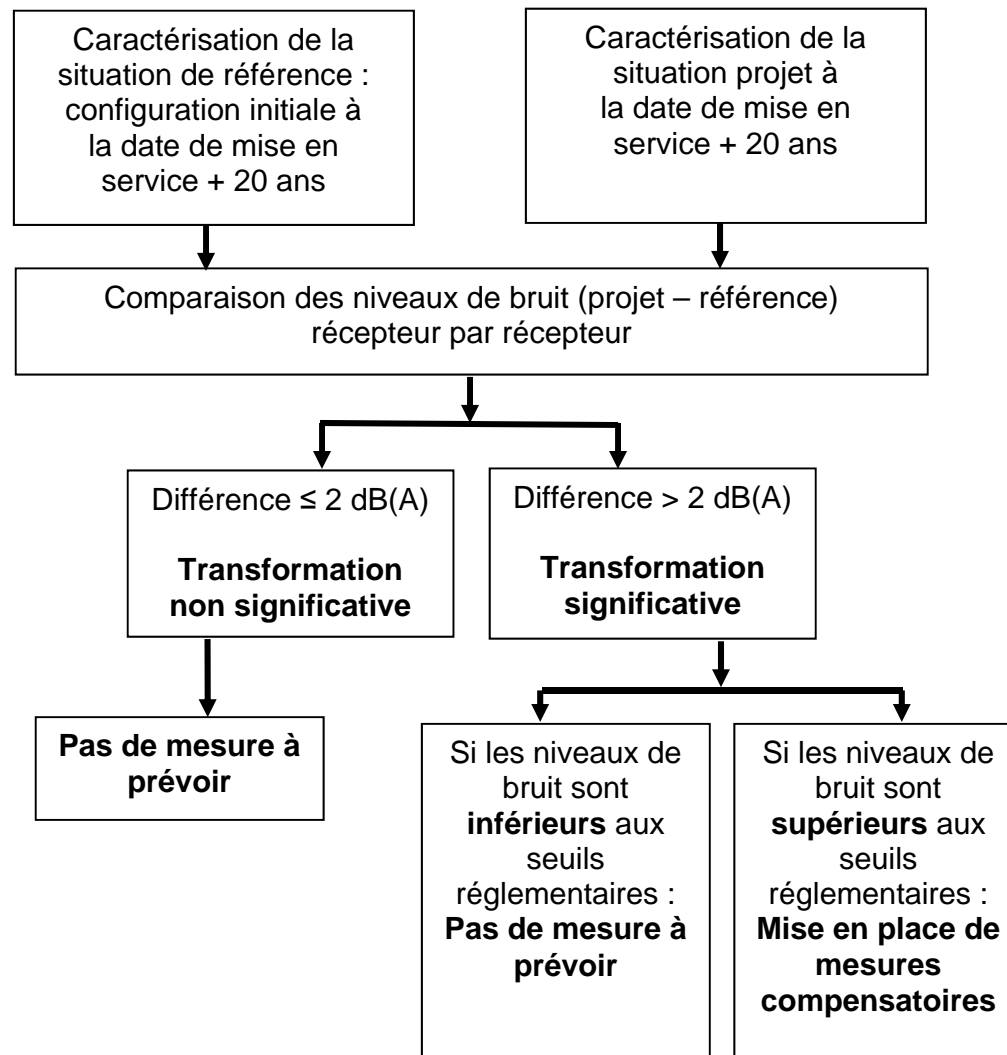 Caractérisation de la
situation de référence :
configuration initiale à
la date de mise en
service + 20 ans
Caractérisation de la
situation projet à
la date de mise en
service + 20 ans
Comparaison des niveaux de bruit (projet – référence)
récepteur par récepteur
Différence ≤ 2 dB(A)
Transformation
non significative
Différence > 2 dB(A)
Transformation
significative
Pas de mesure à
prévoir
Si les niveaux de
bruit sont
inférieurs aux
seuils
réglementaires :
Pas de mesure à
prévoir
Si les niveaux de
bruit sont
supérieurs aux
seuils
réglementaires :
Mise en place de
mesures
compensatoires